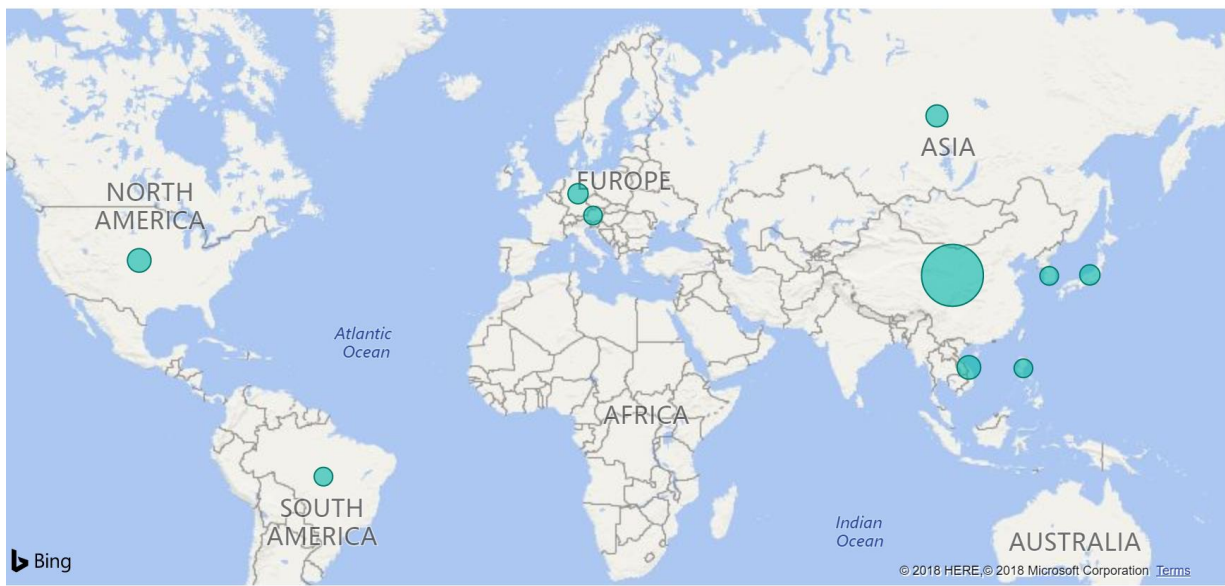 ASIA
EUROPE
NORTH
AMERICA
Atlantic
Ocean
AFRICA
SOUTH
AMERICA
Indian
Ocean
AUSTRALIA
Bing
© 2018 HERE,© 2018 Microsoft Corporation Terms